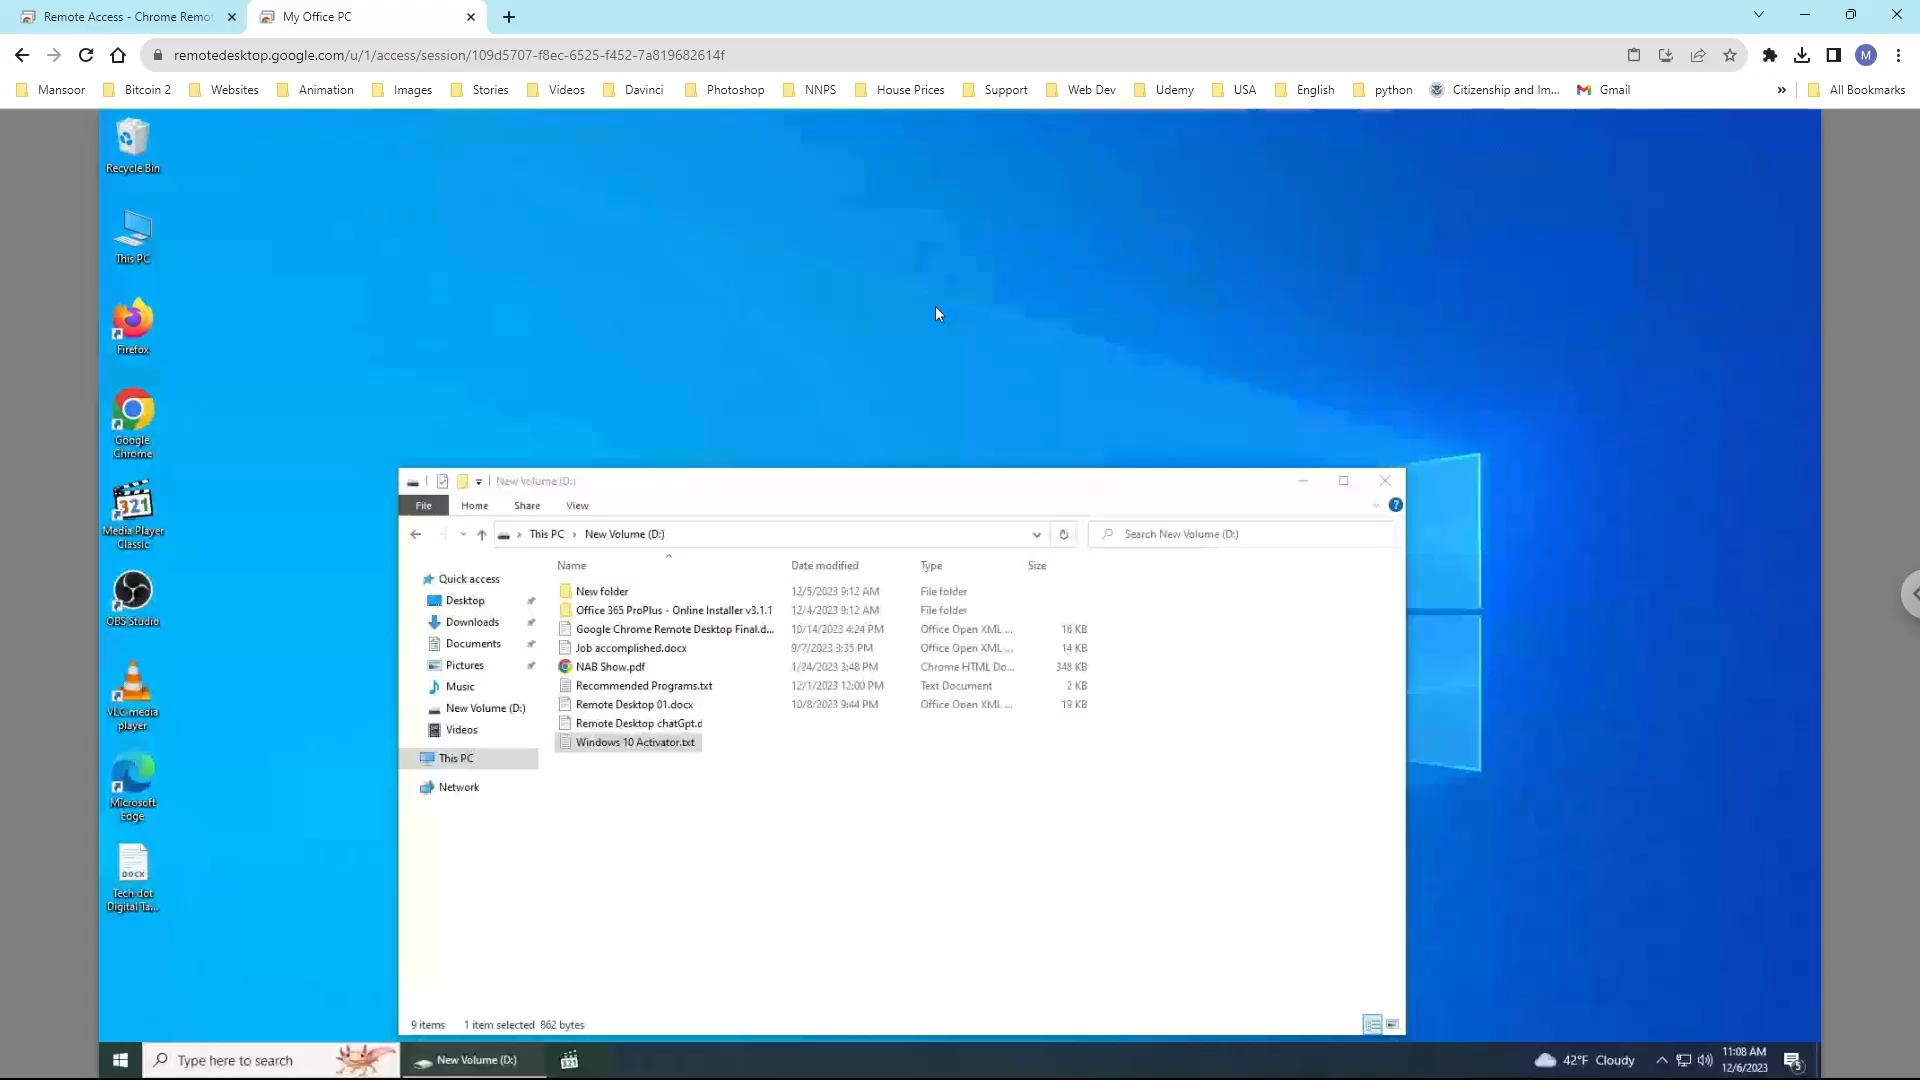 Remote Access - Chrome Remot
My Office PC
remotedesktop.google.com/u/1/access/session/109d5707-f8ec-6525-f452-7a819682614f
M
Mansoor Bitcoin 2 Websites Animation Images Stories Videos Davinci Photoshop NNPS House Prices Support Web Dev Udemy USA English python Citizenship and Im... Gmail » All Bookmarks
Recycle Bin
This PC
Firefox
Google
Chrome
321
Media Player
Classic
OBS Studio
VLC media
player
Microsoft
Edge
DOCX
Tech dot
Digital Ta...
New Volume (D:)
File Home Share View
This PC › New Volume (D:)
Search New Volume (D:)
Name Date modified Type Size
Quick access
Desktop
Downloads
Documents
Pictures
Music
New Volume (D:)
Videos
This PC
Network
New folder 12/5/2023 9:12 AM File folder
Office 365 ProPlus - Online Installer v3.1.1 12/4/2023 9:12 AM File folder
Google Chrome Remote Desktop Final.d... 10/14/2023 4:24 PM Office Open XML ... 16 KB
Job accomplished.docx 9/7/2023 3:35 PM Office Open XML ... 14 KB
NAB Show.pdf 1/24/2023 3:48 PM Chrome HTML Do... 348 KB
Recommended Programs.txt 12/1/2023 12:00 PM Text Document 2 KB
Remote Desktop 01.docx 10/8/2023 9:44 PM Office Open XML ... 19 KB
Remote Desktop chatGpt.d
Windows 10 Activator.txt
9 items 1 item selected 862 bytes
Type here to search
New Volume (D:)
321
42°F Cloudy
11:08 AM
12/6/2023
5